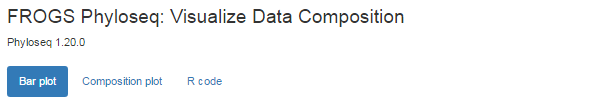 FROGS Phyloseq: Visualize Data Composition
Phyloseq 1.20.0
Bar plot Composition plot R code